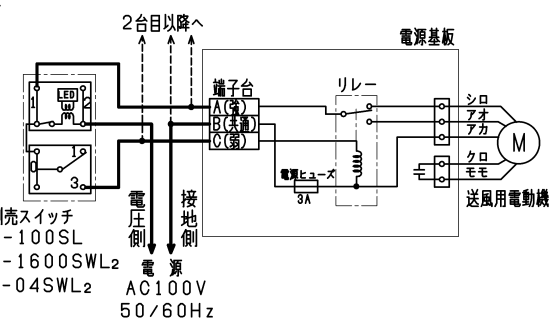 2台目以降へ
電源基板
端子台
リレー
A(強)
B(共通)
C(弱)
LED
1
2
0
1
3
シロ
アオ
アカ
クロ
モモ
M
電源ヒューズ
3A
送風用電動機
電圧側
接地側
売スイッチ
-100SL
-1600SWL2
-04SWL2
電源
AC100V
50/60Hz